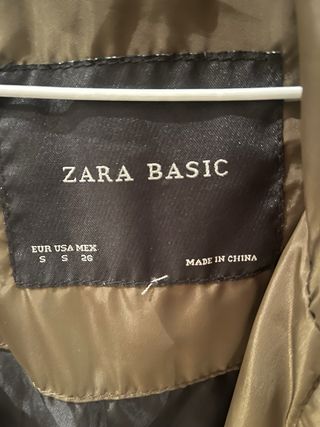 ZARA BASIC
EUR USA MEX
S S 26
MADE IN CHINA